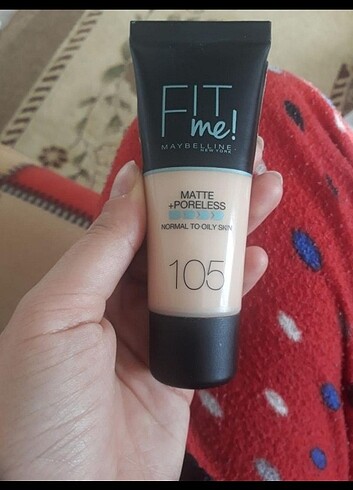 FIT
me!
MAYBELLINE
NEW YORK
MATTE
+PORELESS
NORMAL TO OILY SKIN
105